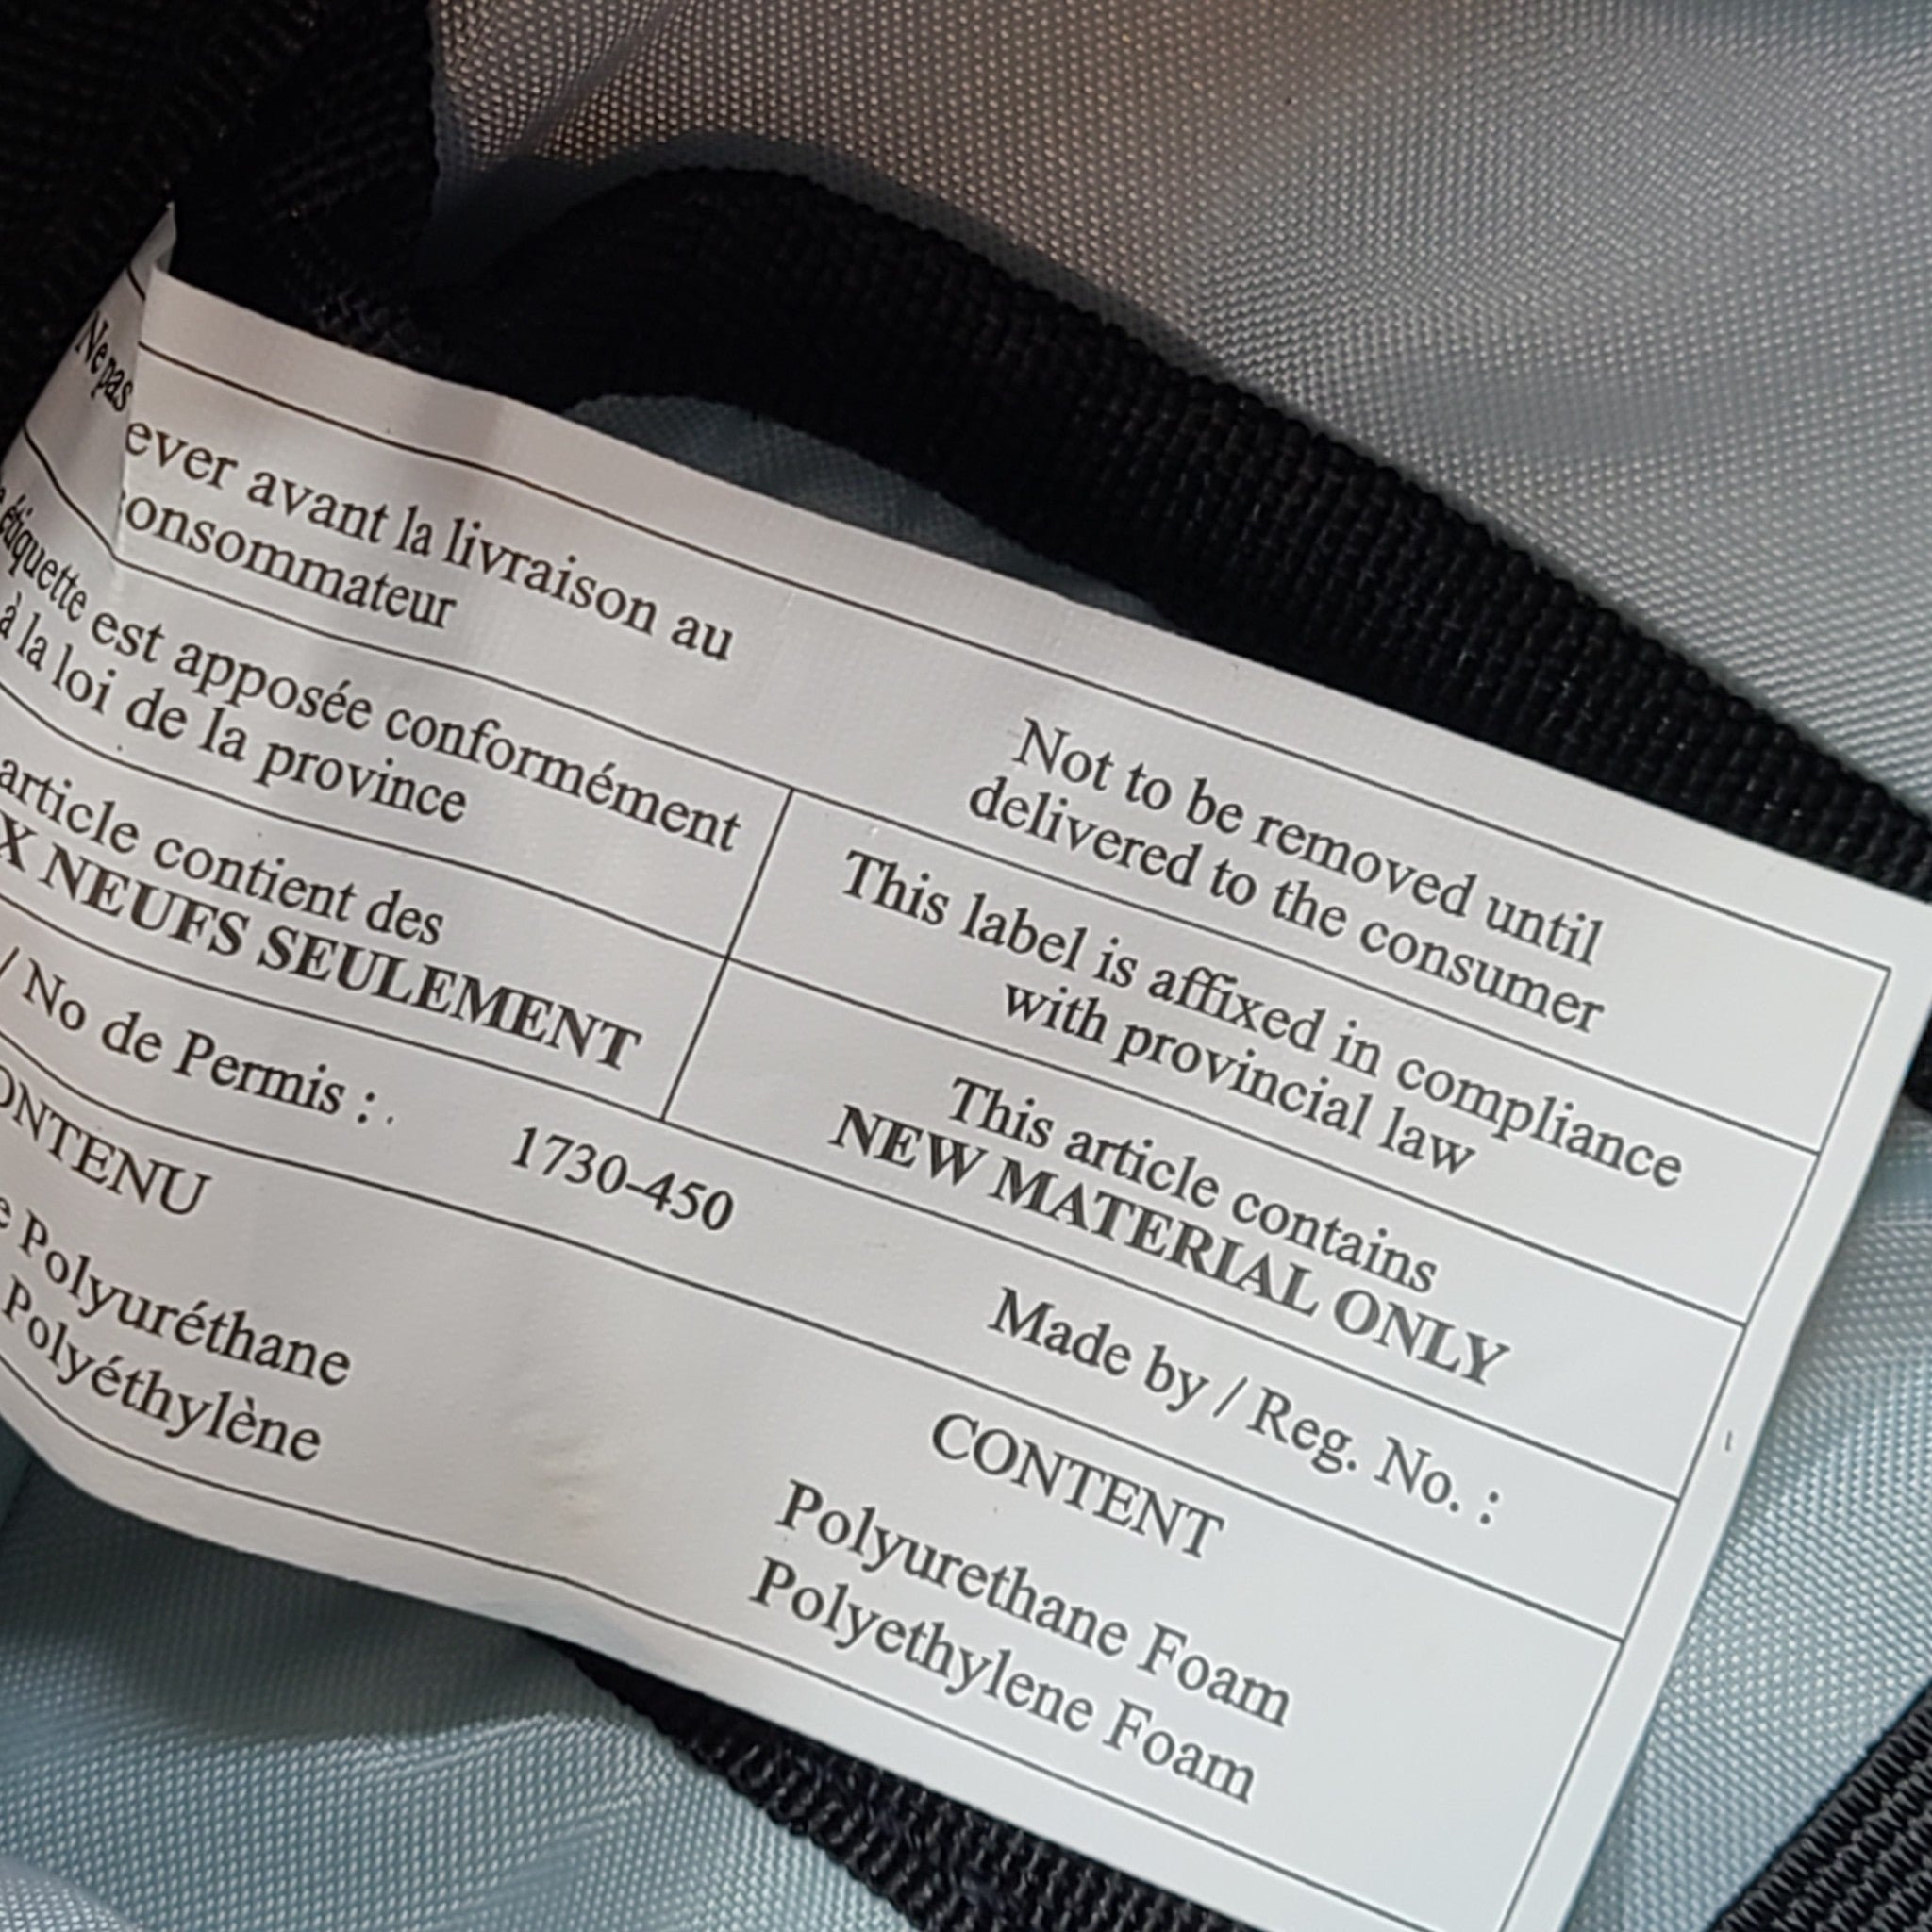 Ne pas
ever avant la livraison au
onsommateur
Not to be removed until
delivered to the consumer
étiquette est apposée conformément
à la loi de la province
This label is affixed in compliance
with provincial law
article contient des
X NEUFS SEULEMENT
This article contains
NEW MATERIAL ONLY
/ No de Permis :
1730-450
Made by / Reg. No. :
ONTENU
CONTENT
e Polyuréthane
Polyéthylène
Polyurethane Foam
Polyethylene Foam